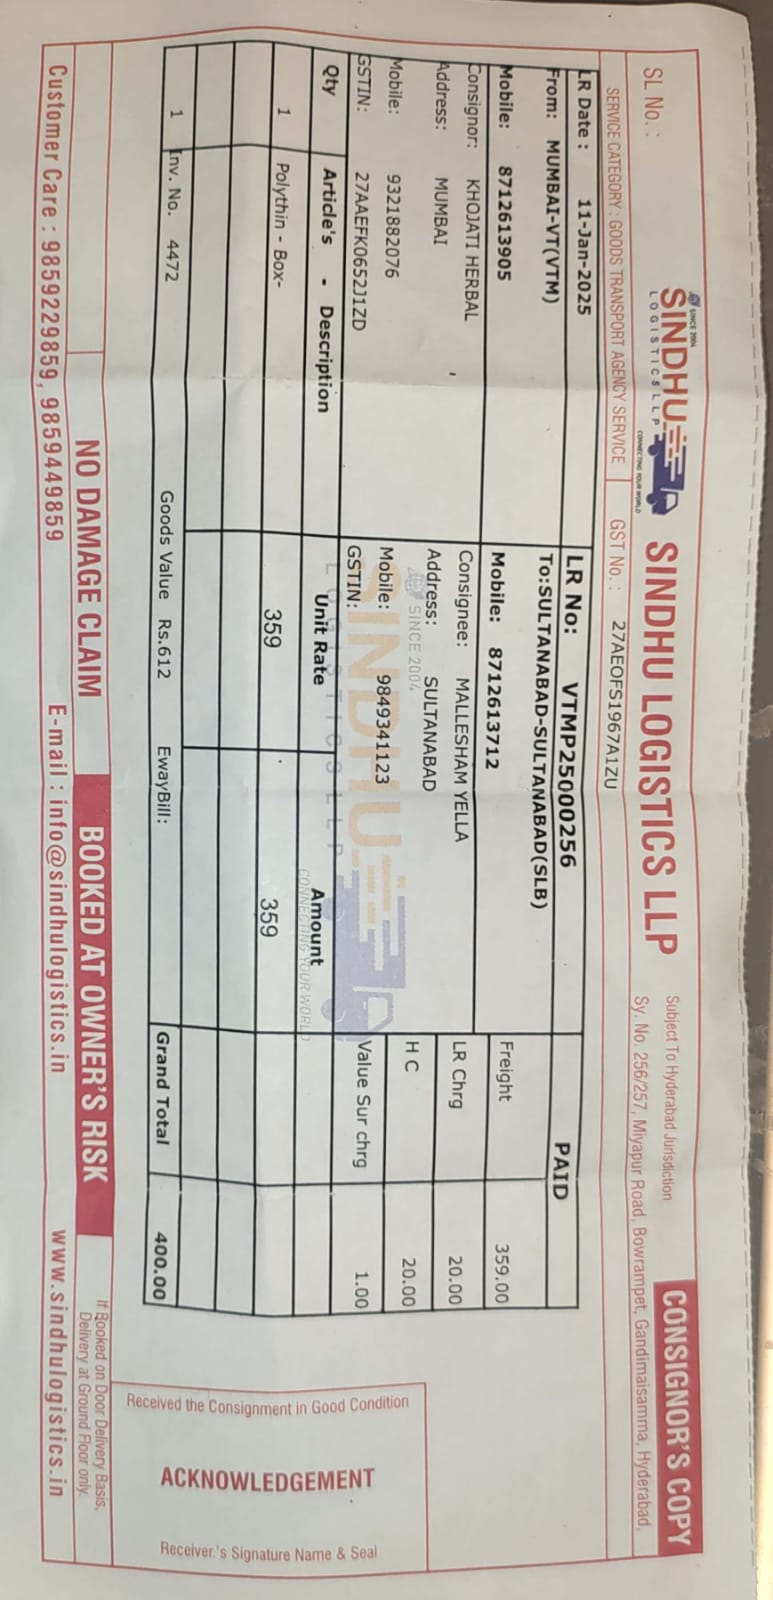 SINCE 2004
SINDHU
LOGISTICS LLP
CONNECTING YOUR WORLD
SL No. :
SINDHU LOGISTICS LLP
Subject To Hyderabad Jurisdiction
CONSIGNOR'S COPY
Sy. No. 256/257, Miyapur Road, Bowrampet, Gandimaisamma, Hyderabad,
SERVICE CATEGORY : GOODS TRANSPORT AGENCY SERVICE
GST No. : 27AEOFS1967A1ZU
LR Date : 11-Jan-2025
LR No: VTMP25000256
PAID
From: MUMBAI-VT(VTM)
To:SULTANABAD-SULTANABAD(SLB)
Mobile: 8712613905
Mobile: 8712613712
Freight 359.00
Consignor: KHOJATI HERBAL
Consignee: MALLESHAM YELLA
LR Chrg 20.00
Address: MUMBAI
Address: SULTANABAD
H C 20.00
Mobile: 9321882076
Mobile: 9849341123
Value Sur chrg 1.00
GSTIN: 27AAEFK0652J1ZD
GSTIN:
SINCE 2004
SINDHU
LOGISTICS LLP
CONNECTING YOUR WORLD
Qty Article's - Description Unit Rate Amount
1 Polythin - Box- 359 359
1 Inv. No. 4472 Goods Value Rs.612 EwayBill: Grand Total 400.00
Received the Consignment in Good Condition
ACKNOWLEDGEMENT
Receiver.'s Signature Name & Seal
NO DAMAGE CLAIM
BOOKED AT OWNER'S RISK
If Booked on Door Delivery Basis,
Delivery at Ground Floor only.
Customer Care : 9859229859, 9859449859 E-mail : info@sindhulogistics.in www.sindhulogistics.in